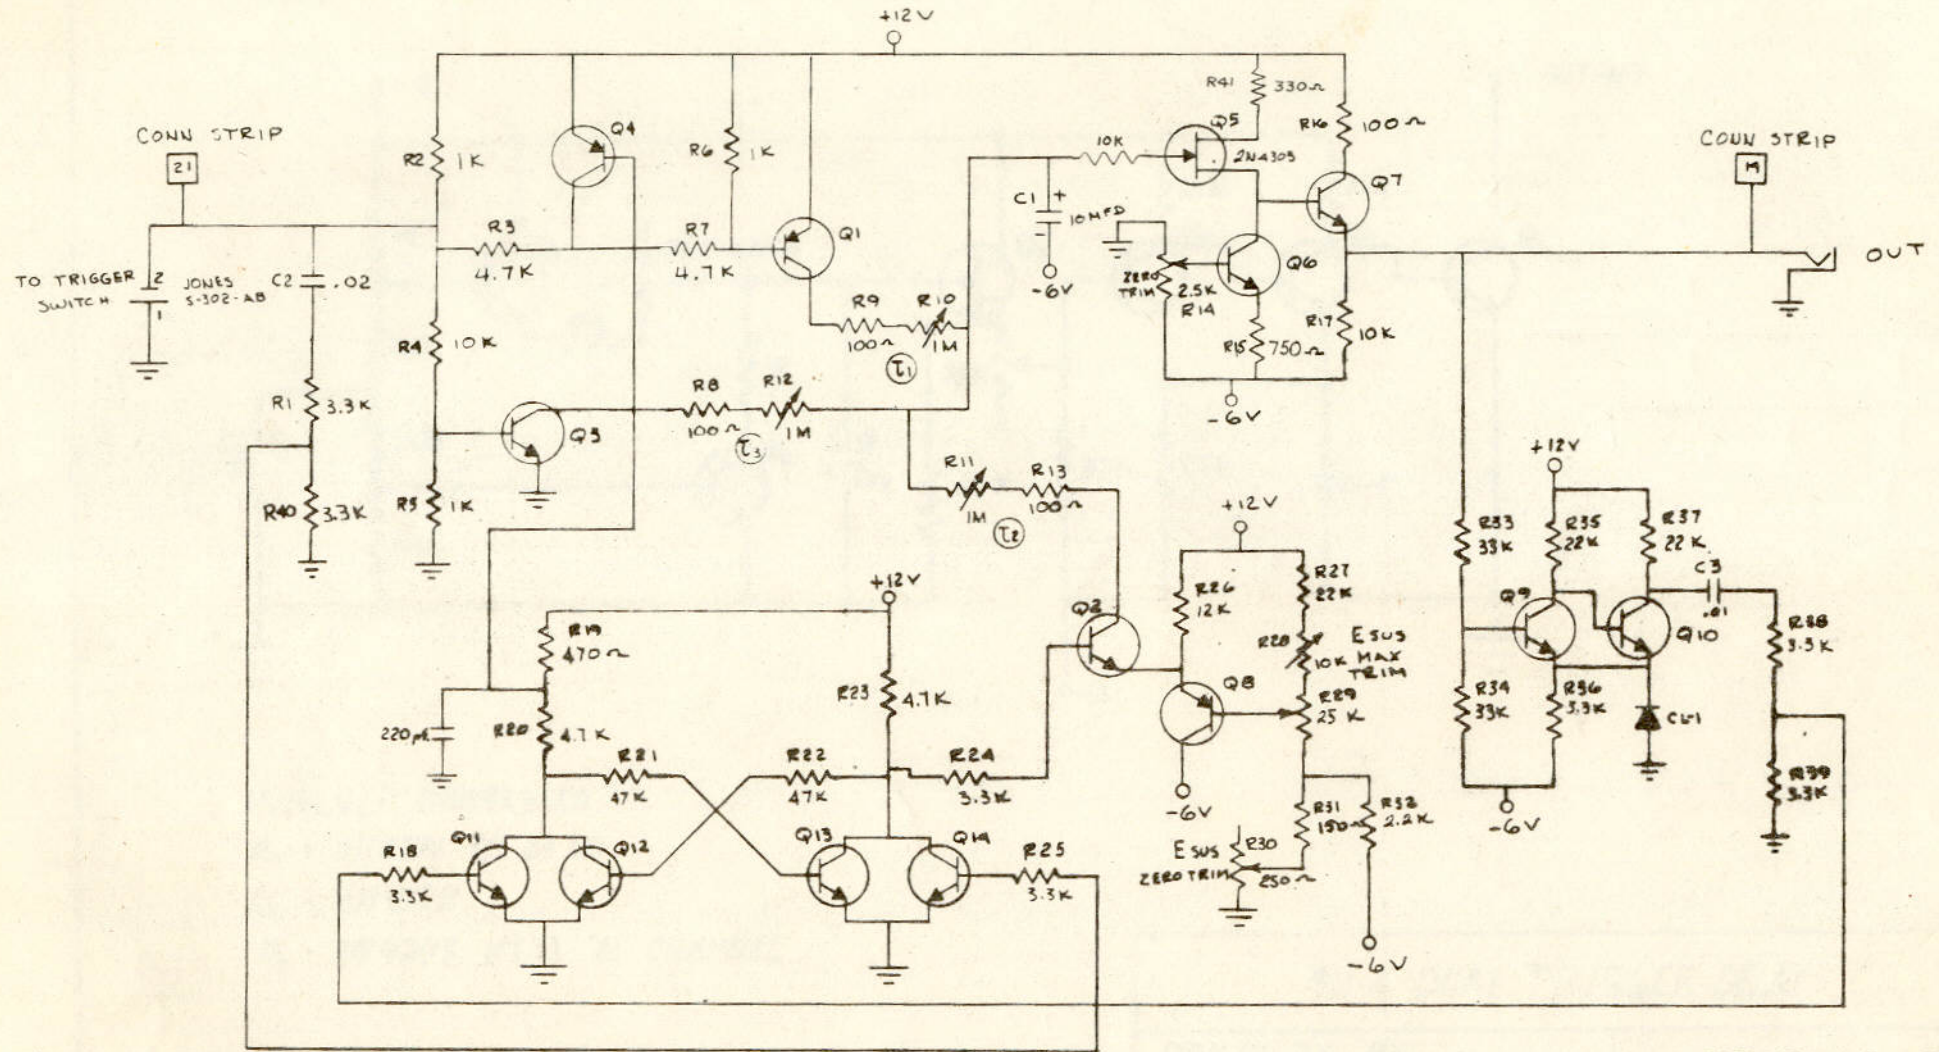 +12V
CONN STRIP
21
TO TRIGGER
SWITCH
2
1
JONES
S-302-AB
C2
.02
R1
3.3K
R40
3.3K
R2
1K
R3
4.7K
R4
10K
R5
1K
Q4
Q3
R6
1K
R7
4.7K
Q1
R9
100Ω
R10
1M
τ1
R8
100Ω
R12
1M
τ3
R11
1M
R13
100Ω
τ2
C1
+
10MFD
-
-6V
10K
Q5
2N4303
R41
330Ω
R16
100Ω
Q7
Q6
ZERO
TRIM
2.5K
R14
R15
750Ω
R17
10K
-6V
CONN STRIP
OUT
+12V
R19
470Ω
R20
4.7K
220pf
R23
4.7K
R21
47K
R22
47K
R24
3.3K
Q11
Q12
Q13
Q14
R18
3.3K
R25
3.3K
Q2
+12V
R26
12K
R27
22K
R28
10K
E SUS
MAX
TRIM
R29
25K
Q8
-6V
R31
150Ω
R32
2.2K
R30
250Ω
E SUS
ZERO TRIM
-6V
+12V
R33
33K
R34
33K
R35
22K
R37
22K
Q9
Q10
R36
3.3K
-6V
C3
.01
R38
3.3K
R39
3.3K